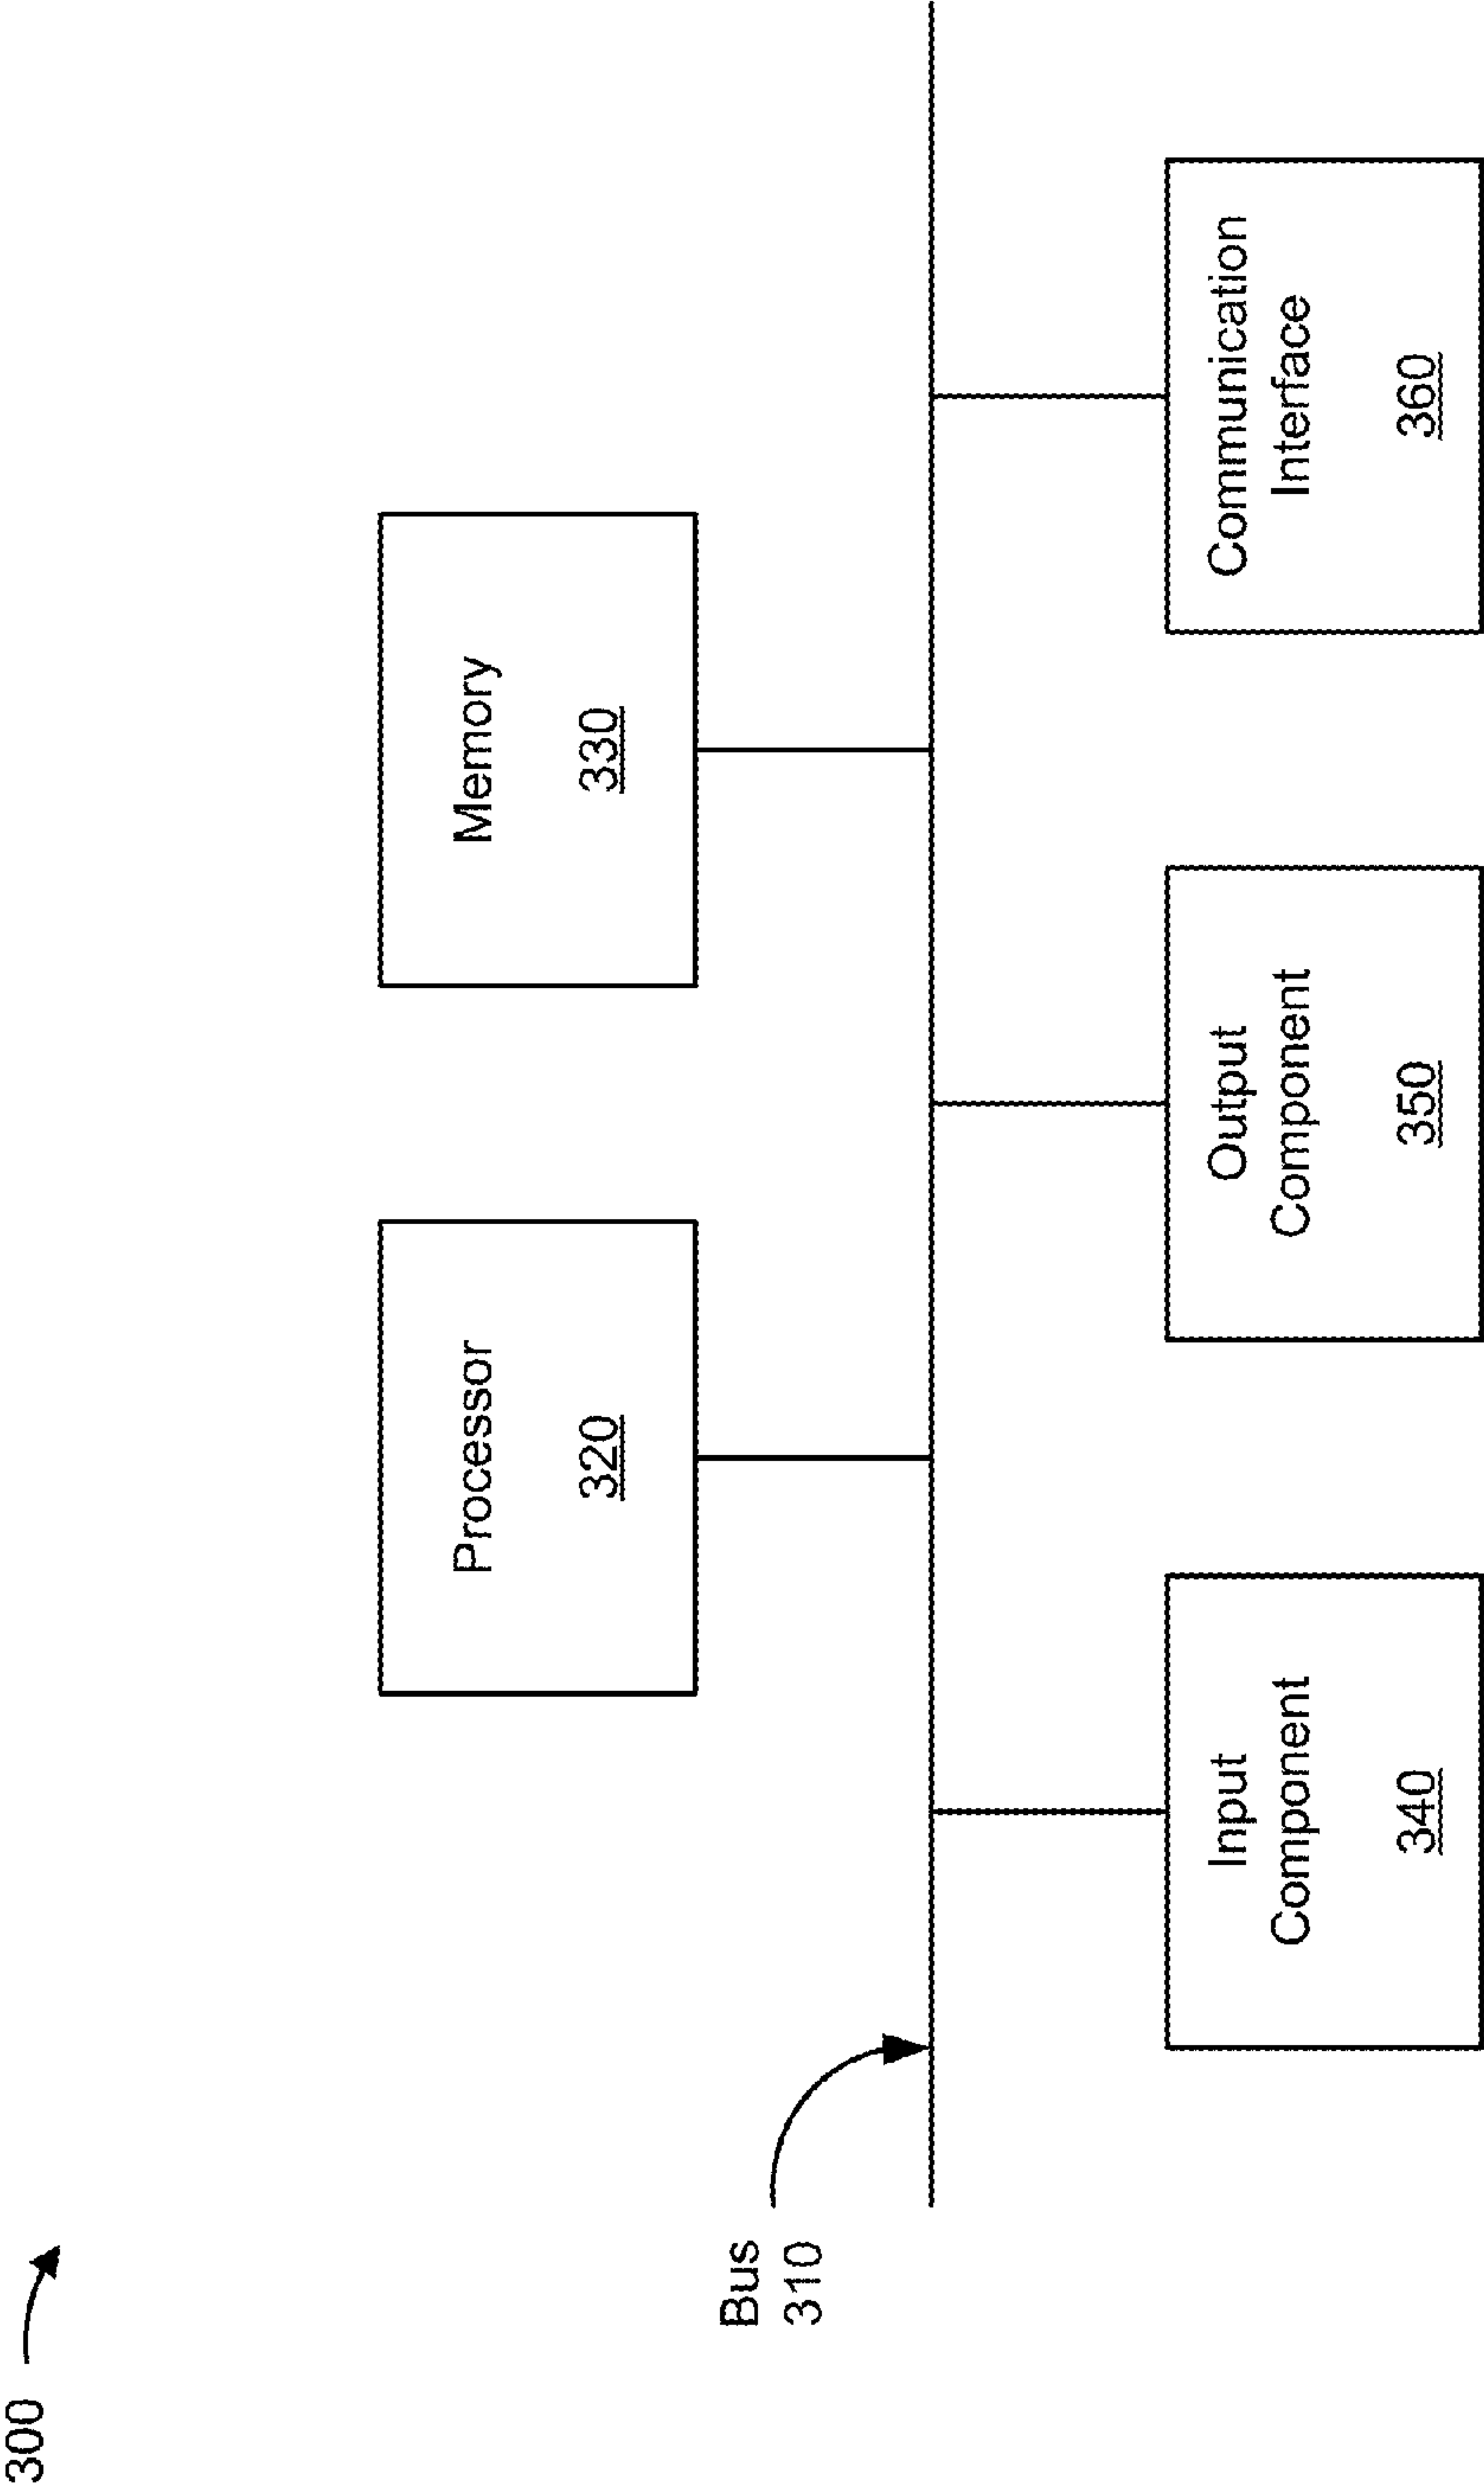 300
Bus
310
Processor
320
Memory
330
Input
Component
340
Output
Component
350
Communication
Interface
360